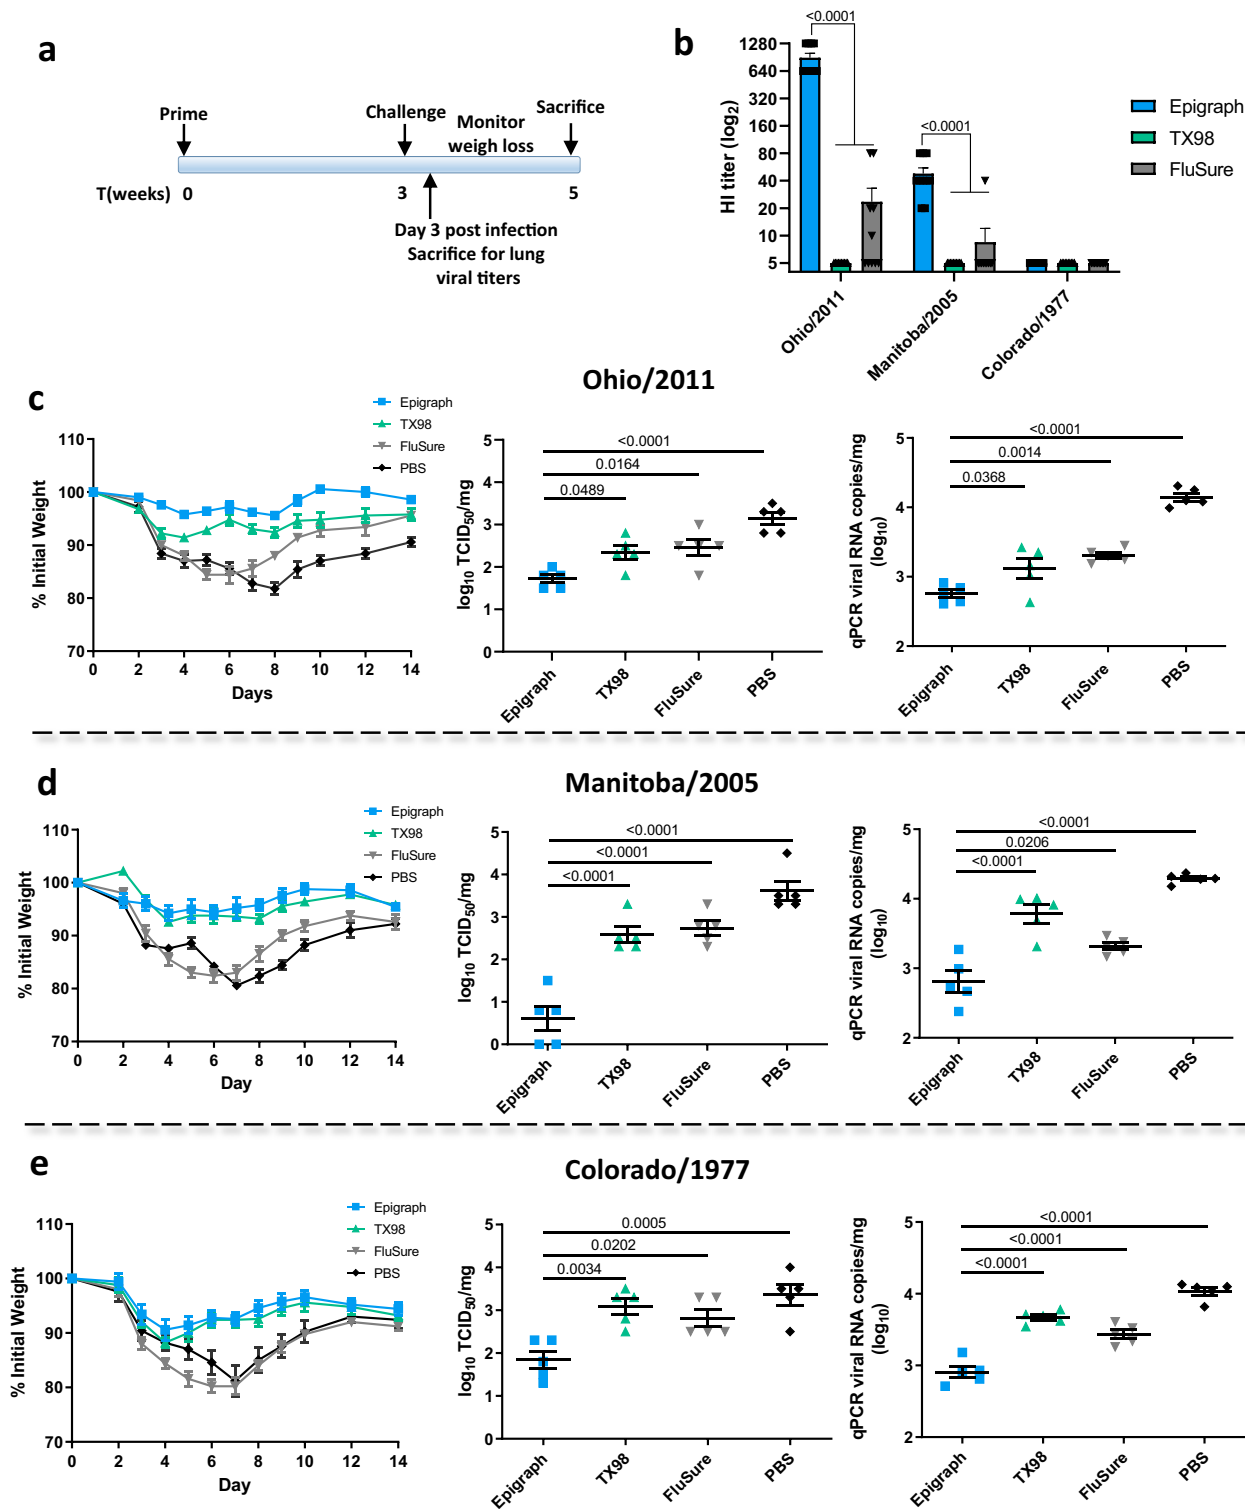 a
Prime
Challenge
Monitor
weigh loss
Sacrifice
T(weeks) 0 3 5
Day 3 post infection
Sacrifice for lung
viral titers
b
HI titer (log2)
1280
640
320
160
80
40
20
10
5
<0.0001
<0.0001
Ohio/2011
Manitoba/2005
Colorado/1977
Epigraph
TX98
FluSure
Ohio/2011
c
% Initial Weight
110
100
90
80
70
0 2 4 6 8 10 12 14
Days
Epigraph
TX98
FluSure
PBS
log10 TCID50/mg
5
4
3
2
1
0
<0.0001
0.0164
0.0489
Epigraph
TX98
FluSure
PBS
qPCR viral RNA copies/mg
(log10)
5
4
3
2
<0.0001
0.0014
0.0368
Epigraph
TX98
FluSure
PBS
Manitoba/2005
d
% Initial Weight
110
100
90
80
70
0 2 4 6 8 10 12 14
Day
Epigraph
TX98
FluSure
PBS
log10 TCID50/mg
5
4
3
2
1
0
<0.0001
<0.0001
<0.0001
Epigraph
TX98
FluSure
PBS
qPCR viral RNA copies/mg
(log10)
5
4
3
2
<0.0001
0.0206
<0.0001
Epigraph
TX98
FluSure
PBS
Colorado/1977
e
% Initial Weight
110
100
90
80
70
0 2 4 6 8 10 12 14
Day
Epigraph
TX98
FluSure
PBS
log10 TCID50/mg
5
4
3
2
1
0
0.0005
0.0202
0.0034
Epigraph
TX98
FluSure
PBS
qPCR viral RNA copies/mg
(log10)
5
4
3
2
<0.0001
<0.0001
<0.0001
Epigraph
TX98
FluSure
PBS